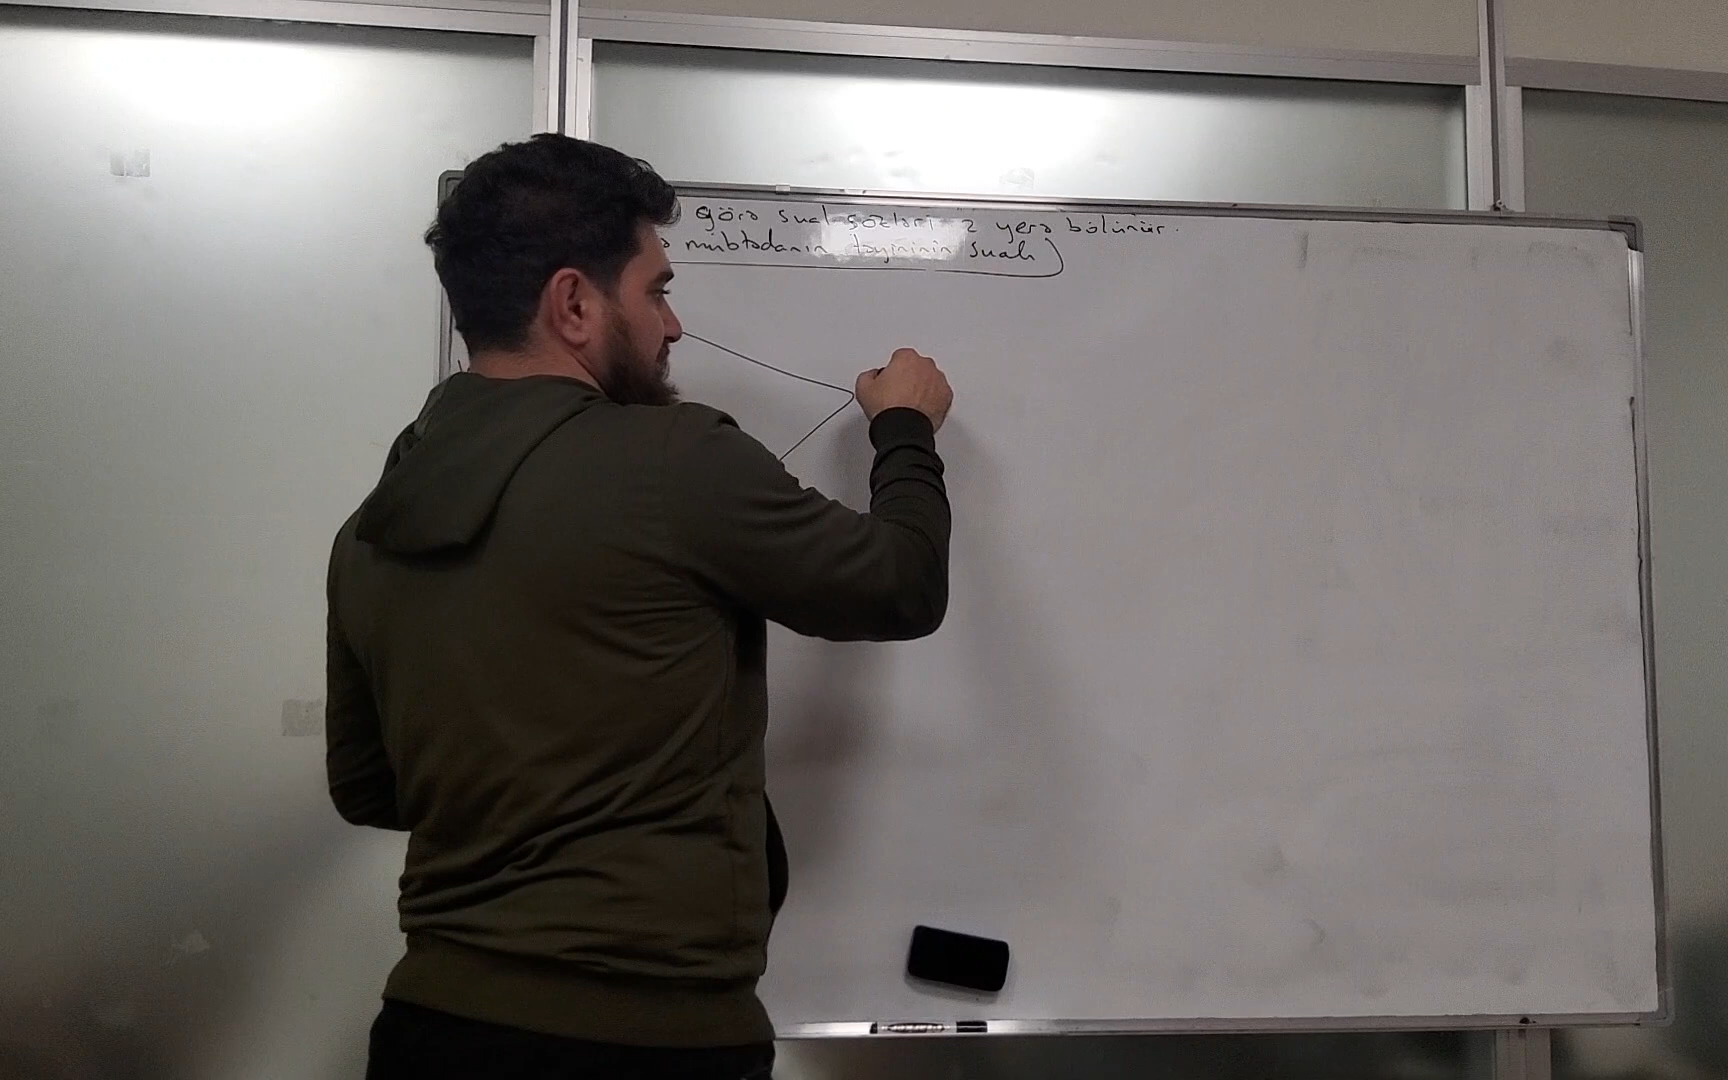 görə sual sözləri 2 yerə bölünür.
mübtədanın təyininin sualı